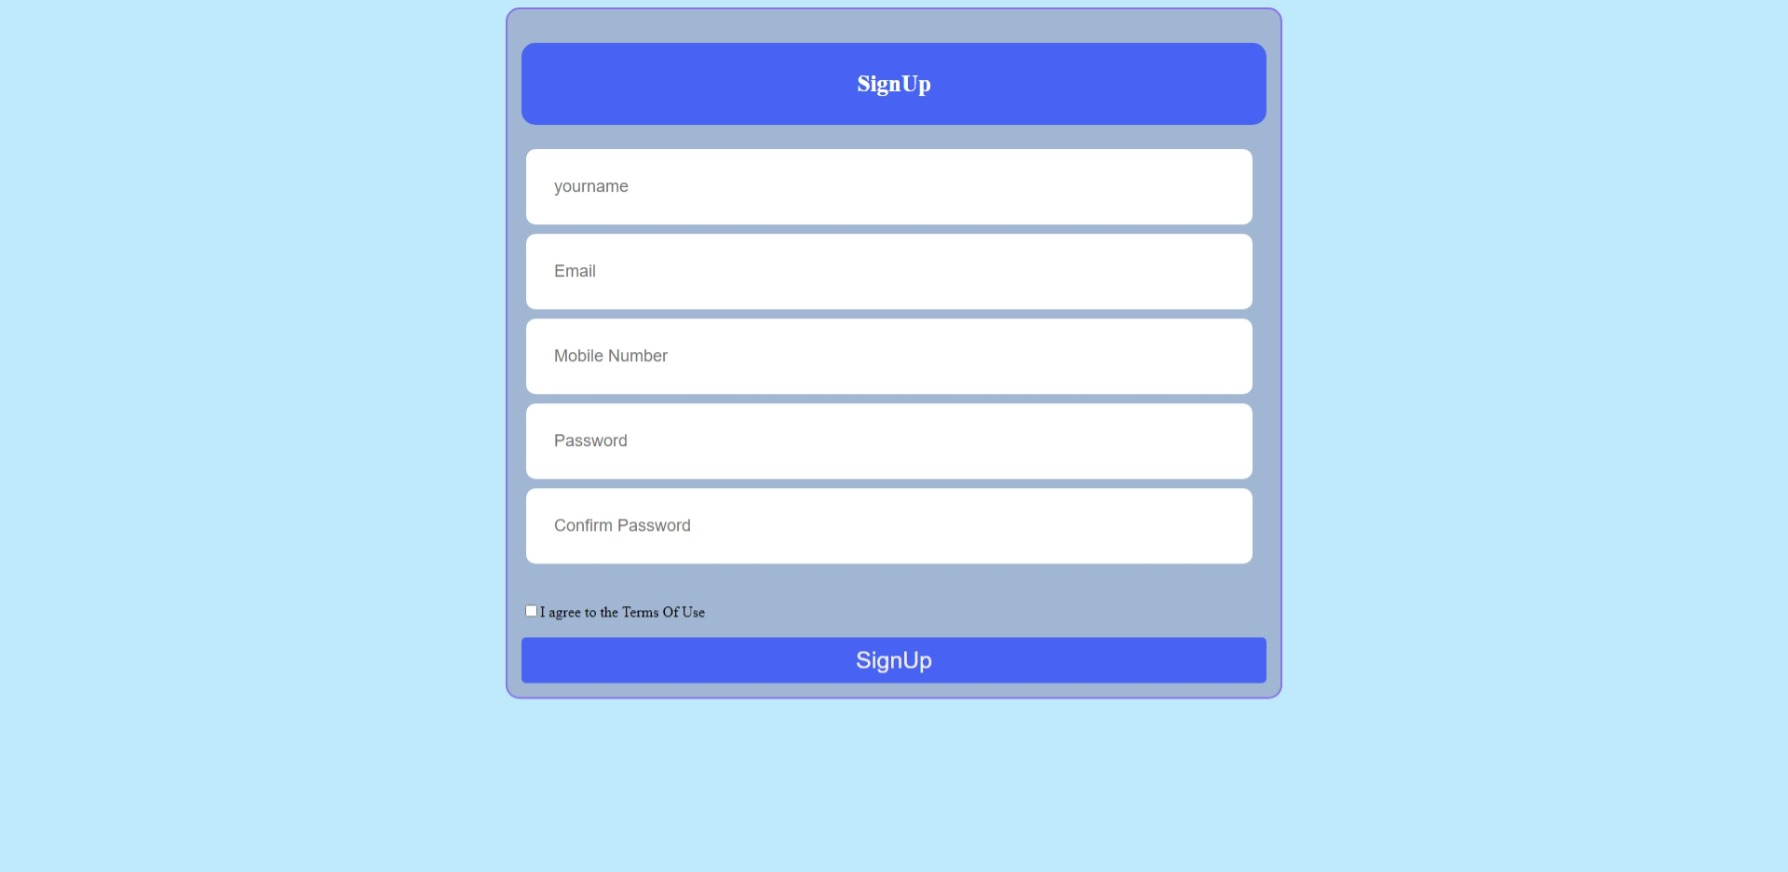 SignUp
yourname
Email
Mobile Number
Password
Confirm Password
I agree to the Terms Of Use
SignUp